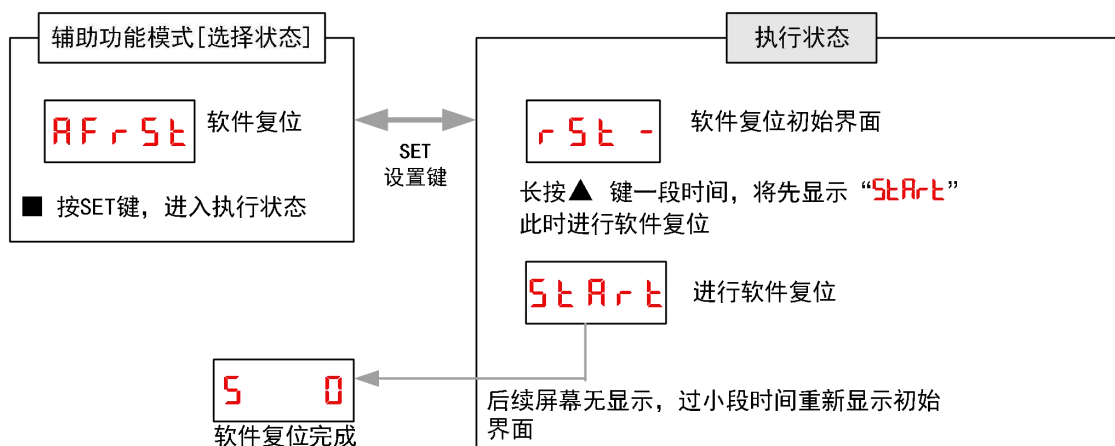 辅助功能模式[选择状态]
AFrSt 软件复位
■ 按SET键，进入执行状态
SET
设置键
执行状态
rSt - 软件复位初始界面
长按▲ 键一段时间，将先显示 “StArt”
此时进行软件复位
StArt 进行软件复位
S 0
软件复位完成
后续屏幕无显示，过小段时间重新显示初始
界面